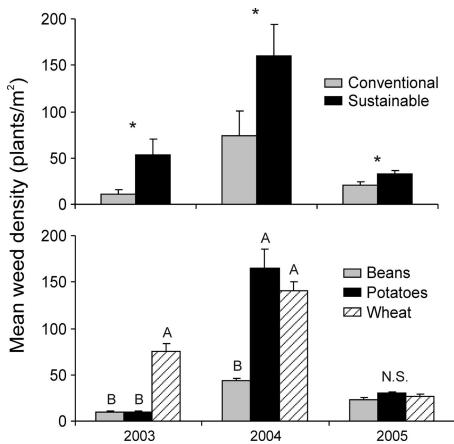 Mean weed density (plants/m²)
200
150
100
50
0
*
*
*
Conventional
Sustainable
200
150
100
50
0
B B A
B A A
N.S.
Beans
Potatoes
Wheat
2003 2004 2005